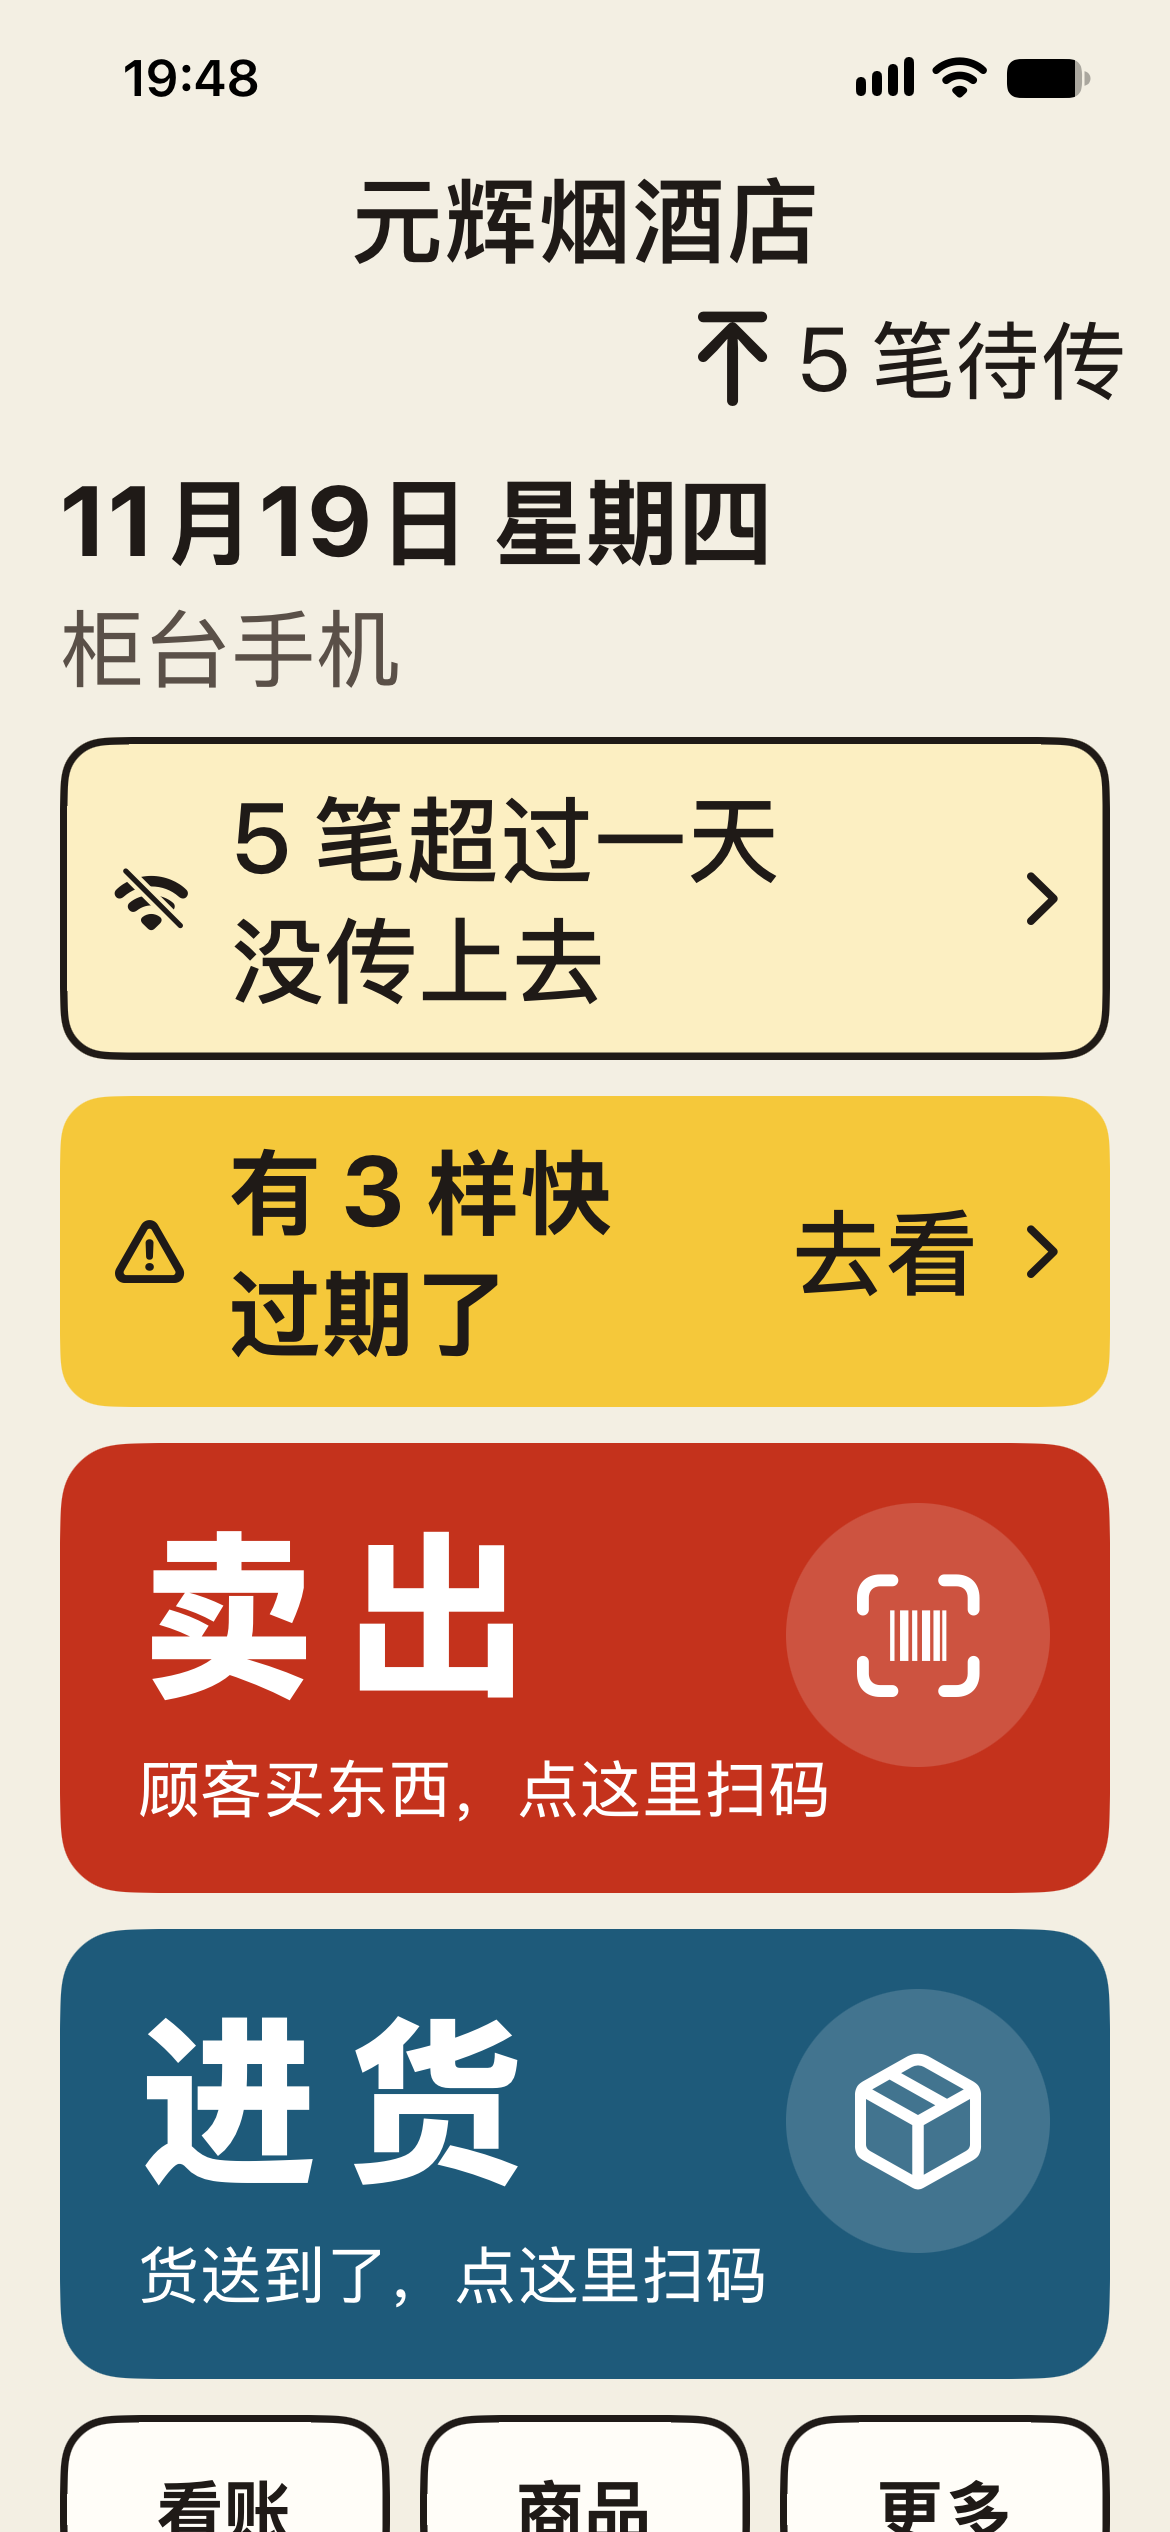 19:48
元辉烟酒店
5 笔待传
11月19日 星期四
柜台手机
5 笔超过一天
没传上去
有 3 样快
过期了
去看
卖出
顾客买东西，点这里扫码
进货
货送到了，点这里扫码
看账
商品
更多